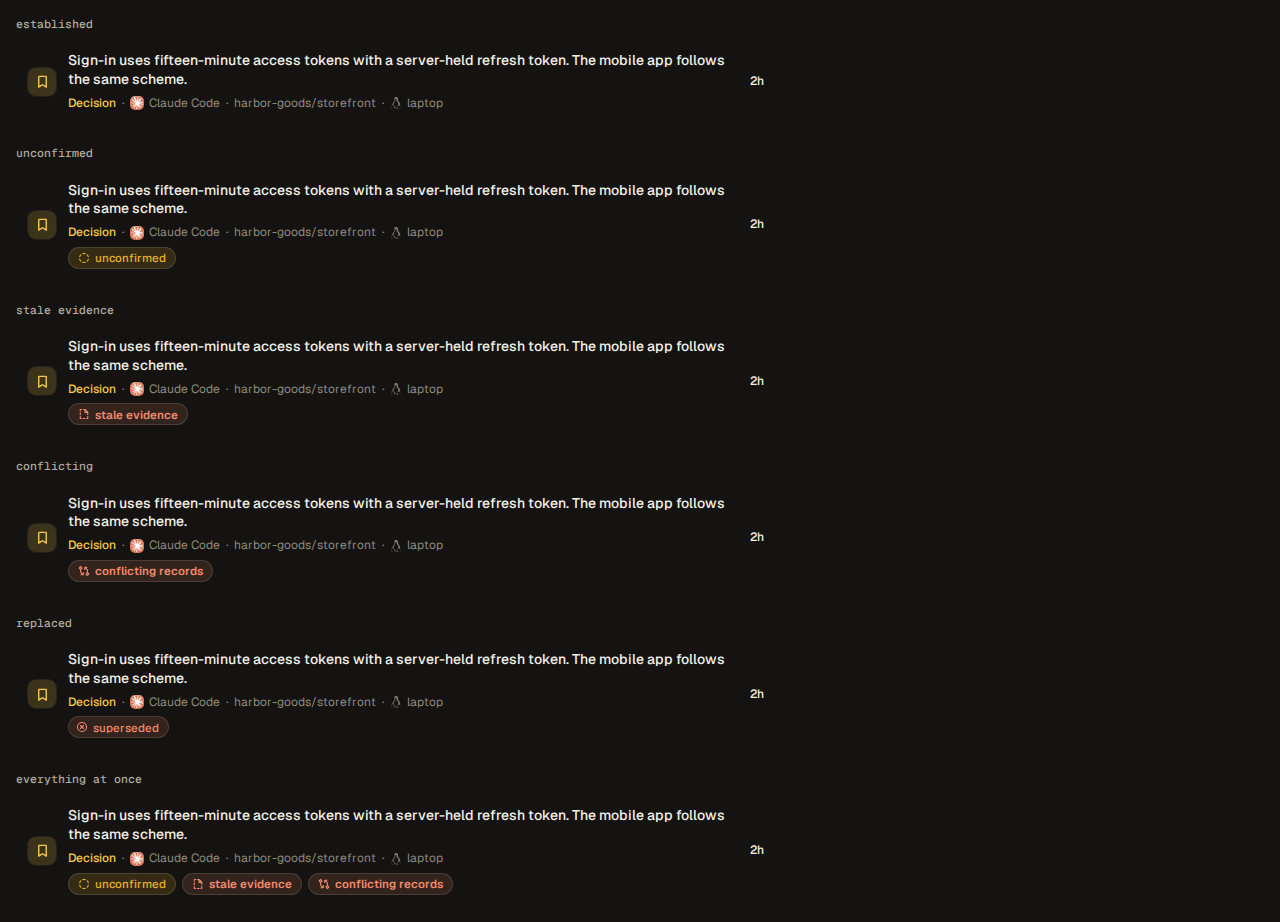 established
Sign-in uses fifteen-minute access tokens with a server-held refresh token. The mobile app follows
the same scheme.
2h
Decision · Claude Code · harbor-goods/storefront · laptop
unconfirmed
Sign-in uses fifteen-minute access tokens with a server-held refresh token. The mobile app follows
the same scheme.
2h
Decision · Claude Code · harbor-goods/storefront · laptop
unconfirmed
stale evidence
Sign-in uses fifteen-minute access tokens with a server-held refresh token. The mobile app follows
the same scheme.
2h
Decision · Claude Code · harbor-goods/storefront · laptop
stale evidence
conflicting
Sign-in uses fifteen-minute access tokens with a server-held refresh token. The mobile app follows
the same scheme.
2h
Decision · Claude Code · harbor-goods/storefront · laptop
conflicting records
replaced
Sign-in uses fifteen-minute access tokens with a server-held refresh token. The mobile app follows
the same scheme.
2h
Decision · Claude Code · harbor-goods/storefront · laptop
superseded
everything at once
Sign-in uses fifteen-minute access tokens with a server-held refresh token. The mobile app follows
the same scheme.
2h
Decision · Claude Code · harbor-goods/storefront · laptop
unconfirmed stale evidence conflicting records